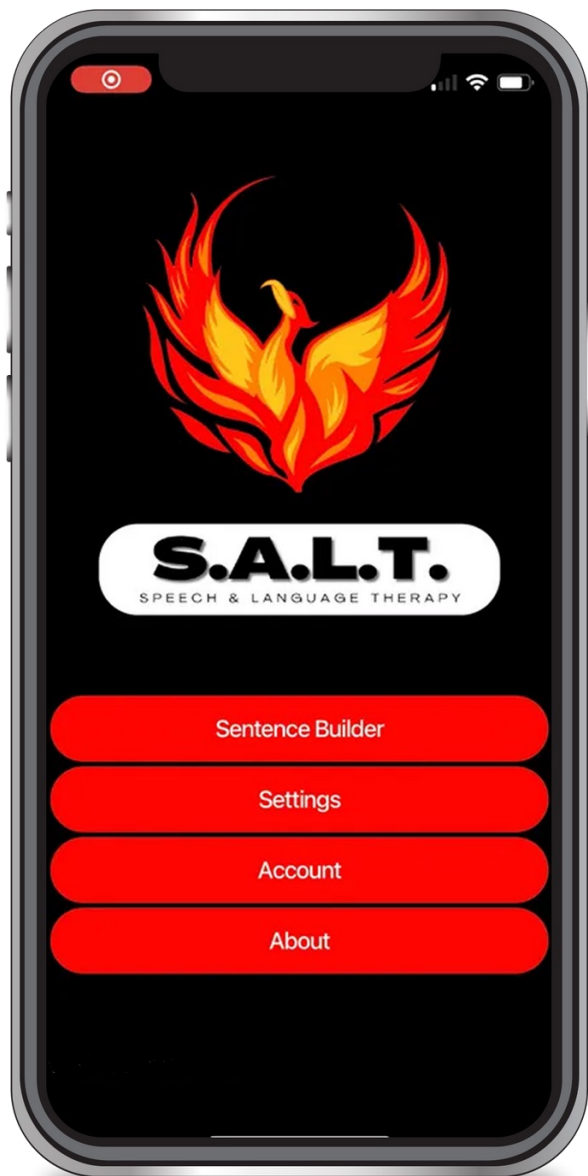 S.A.L.T.
SPEECH & LANGUAGE THERAPY
Sentence Builder
Settings
Account
About